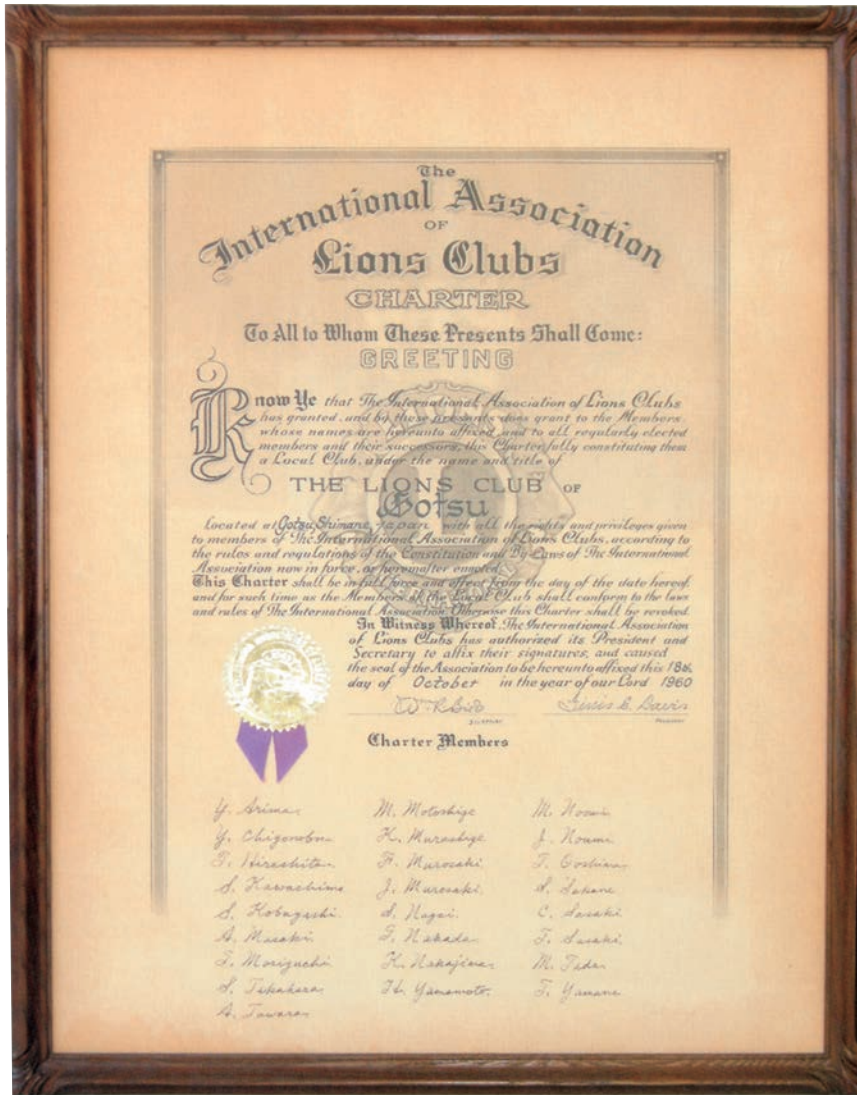 The
International Association
OF
Lions Clubs
CHARTER
To All to Whom These Presents Shall Come:
GREETING
Know Ye that The International Association of Lions Clubs
has granted, and by these presents does grant to the Members
whose names are hereunto affixed, and to all regularly elected
members and their successors, this Charter fully constituting them
a Local Club, under the name and title of
THE LIONS CLUB OF
Gotsu
Located at Gotsu, Shimane, Japan with all the rights and privileges given
to members of The International Association of Lions Clubs, according to
the rules and regulations of the Constitution and By-Laws of The International
Association now in force, or hereinafter enacted.
This Charter shall be in full force and effect from the day of the date hereof,
and for such time as the Members of the Local Club shall conform to the laws
and rules of The International Association. Otherwise this Charter shall be revoked.
In Witness Whereof, The International Association
of Lions Clubs has authorized its President and
Secretary to affix their signatures, and caused
the seal of the Association to be hereunto affixed this 18th
day of October in the year of our Lord 1960
Davis
Charter Members
Y. Arima M. Motoshige M.
Y. Chigonobu K. Murashige J. Noumi
Hirashita Murosaki T. Ooshima
S. Kawashima J. Murosaki S. Sakane
S. Kobayashi S. Nagai C. Sasaki
A. Masaki Nakada T. Sasaki
Moriguchi K. Nakajima M. Tada
S. Takahara H. Yamamoto T. Yamane
A. Tawara